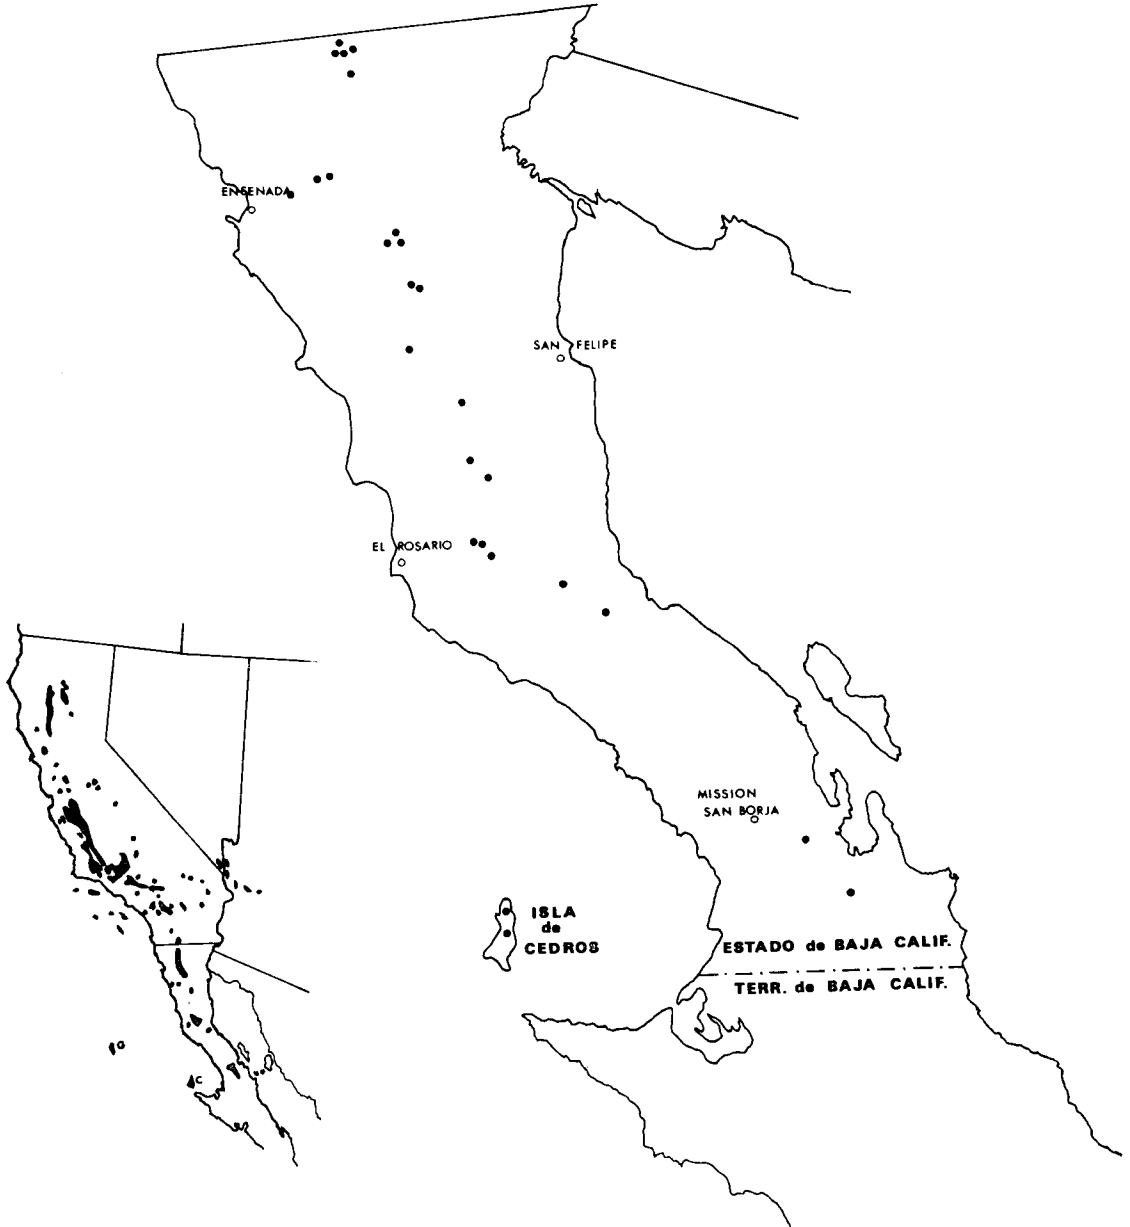 ENSENADA
SAN FELIPE
EL ROSARIO
MISSION
SAN BORJA
ISLA
de
CEDROS
ESTADO de BAJA CALIF.
TERR. de BAJA CALIF.
G
C